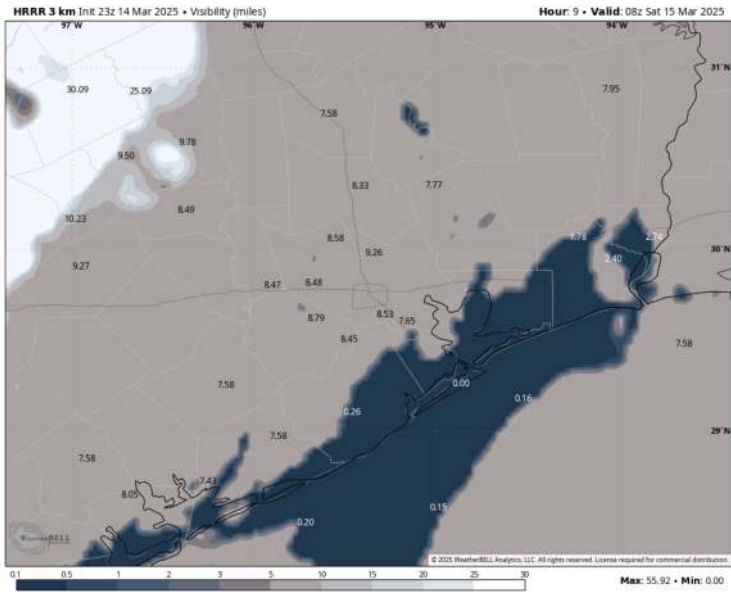 HRRR 3 km Init 23z 14 Mar 2025 • Visibility (miles)
Hour: 9 • Valid: 08z Sat 15 Mar 2025
97°W
96°W
95°W
94°W
31°N
30.09
25.09
7.95
7.58
9.78
9.50
8.33
7.77
8.49
10.23
8.58
1.78
2.74
30°N
9.26
2.40
9.27
8.47
8.48
8.53
8.79
7.65
8.45
7.58
7.58
0.00
0.26
0.16
7.58
29°N
7.58
7.43
8.05
0.15
0.20
WeatherBELL
© 2025 WeatherBELL Analytics, LLC. All rights reserved. License required for commercial distribution.
0.1 0.5 1 2 3 5 10 15 20 25 30
Max: 55.92 • Min: 0.00